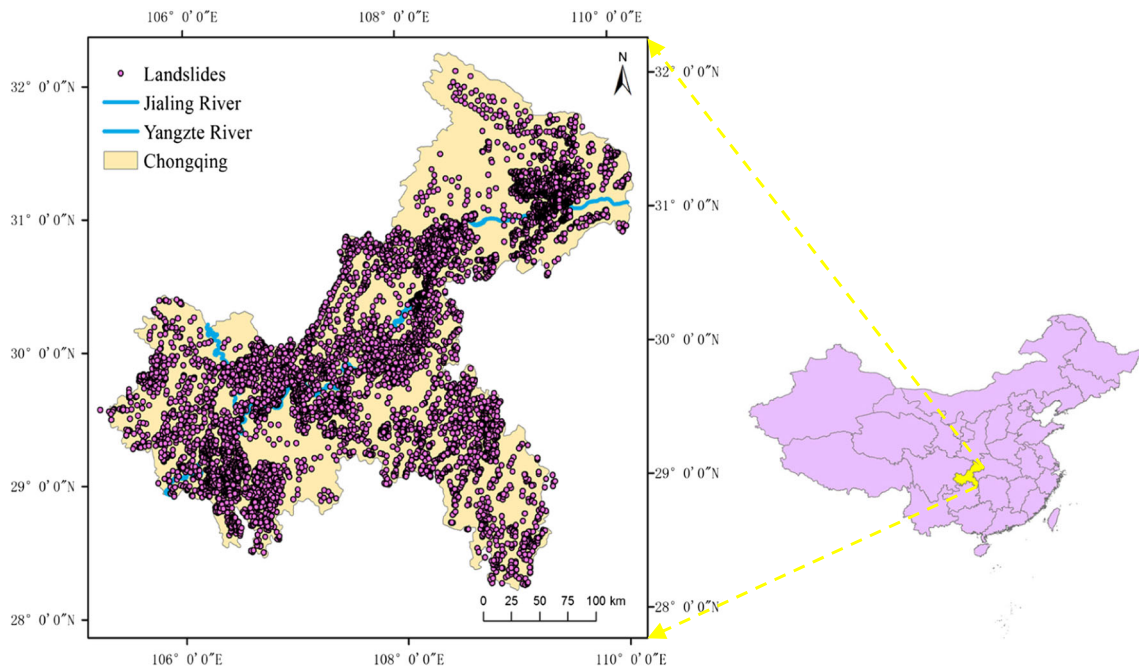 106° 0′0″E 108° 0′0″E 110° 0′0″E
N
Landslides
Jialing River
Yangzte River
Chongqing
32° 0′0″N
31° 0′0″N
30° 0′0″N
29° 0′0″N
28° 0′0″N
32° 0′0″N
31° 0′0″N
30° 0′0″N
29° 0′0″N
28° 0′0″N
0 25 50 75 100 km
106° 0′0″E 108° 0′0″E 110° 0′0″E